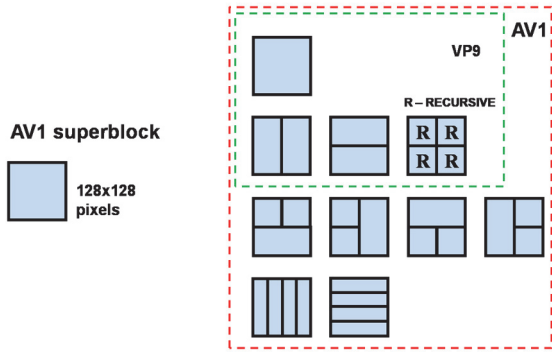 AV1
VP9
R – RECURSIVE
R R
R R
AV1 superblock
128x128
pixels